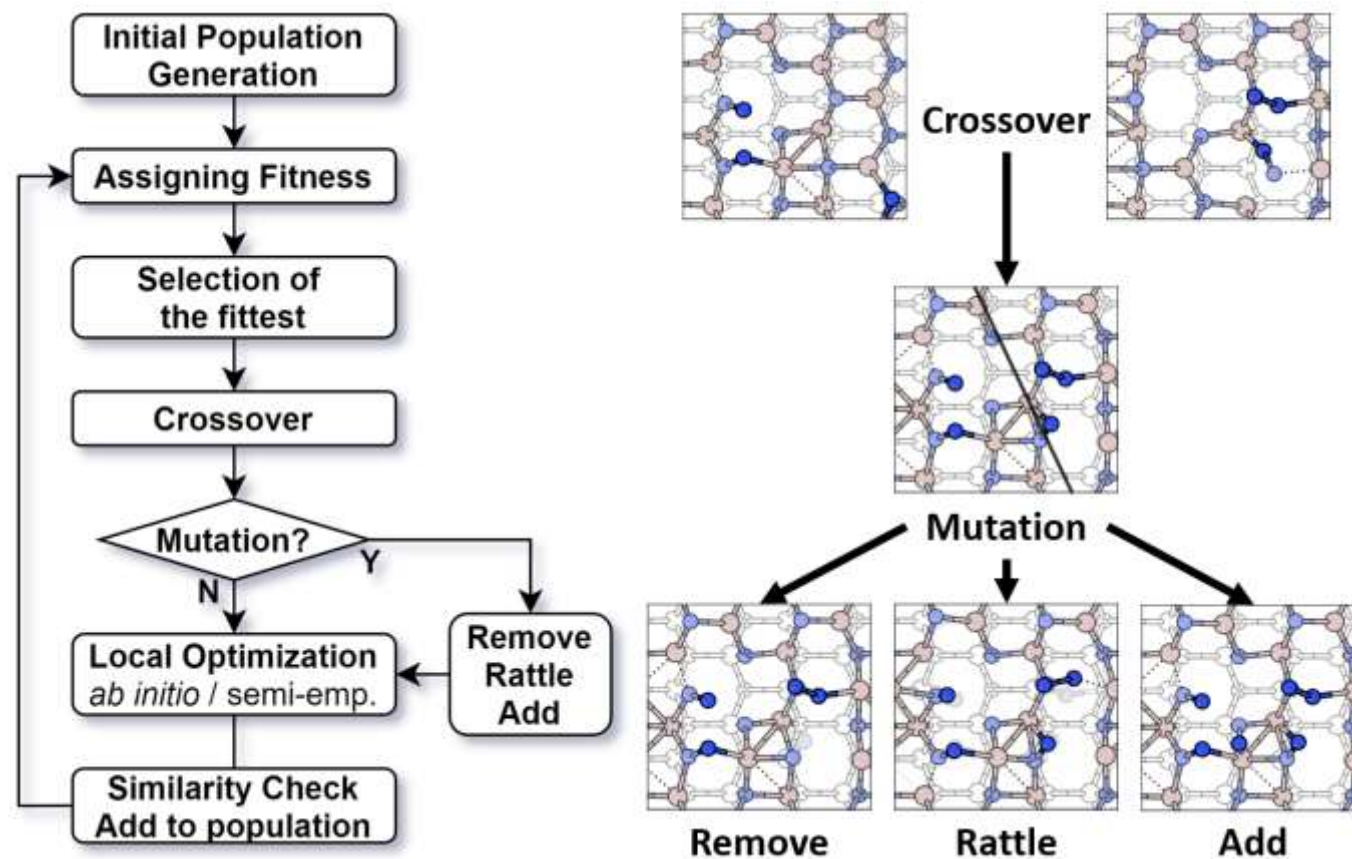 Initial Population
Generation
Assigning Fitness
Selection of
the fittest
Crossover
Mutation?
Y
N
Remove
Rattle
Add
Local Optimization
ab initio / semi-emp.
Similarity Check
Add to population
Crossover
Mutation
Remove
Rattle
Add